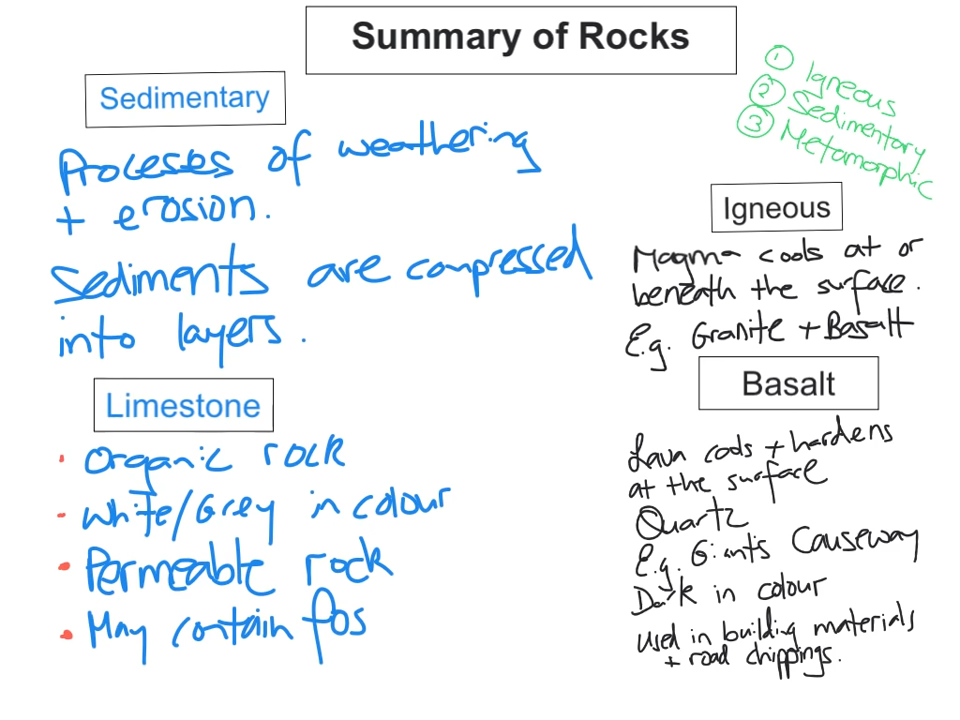 Summary of Rocks
① Igneous
② Sedimentary
③ Metamorphic
Sedimentary
Proceses of weathering
+ erosion.
Sediments are compressed
into layers.
Igneous
Magma cools at or
beneath the surface.
E.g. Granite + Basalt
Limestone
• Organic rock
• White/Grey in colour
• Permeable rock
• May contain fos
Basalt
Lava cools + hardens
at the surface
Quartz
E.g. Giant's Causeway
Dark in colour
Used in building materials
+ road chippings.